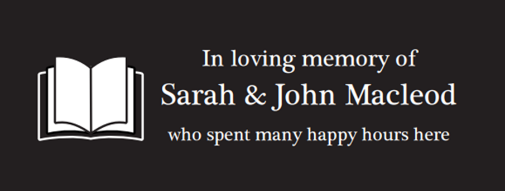 In loving memory of
Sarah & John Macleod
who spent many happy hours here